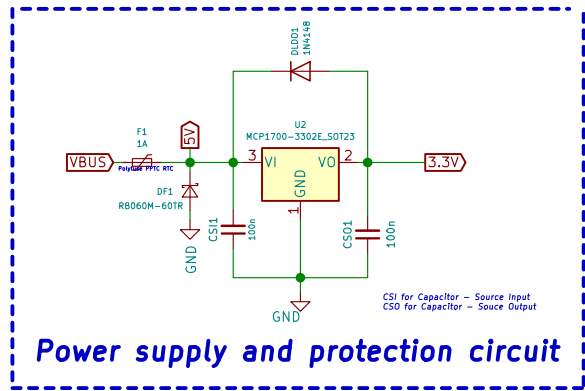 DLDO1
1N4148
U2
MCP1700-3302E_SOT23
F1
1A
5V
VBUS
Polyfuse PPTC RTC
3
VI
VO
2
3.3V
GND
1
DF1
RB060M-60TR
GND
CSI1
100n
CSO1
100n
GND
CSI for Capacitor – Source Input
CSO for Capacitor – Souce Output
Power supply and protection circuit